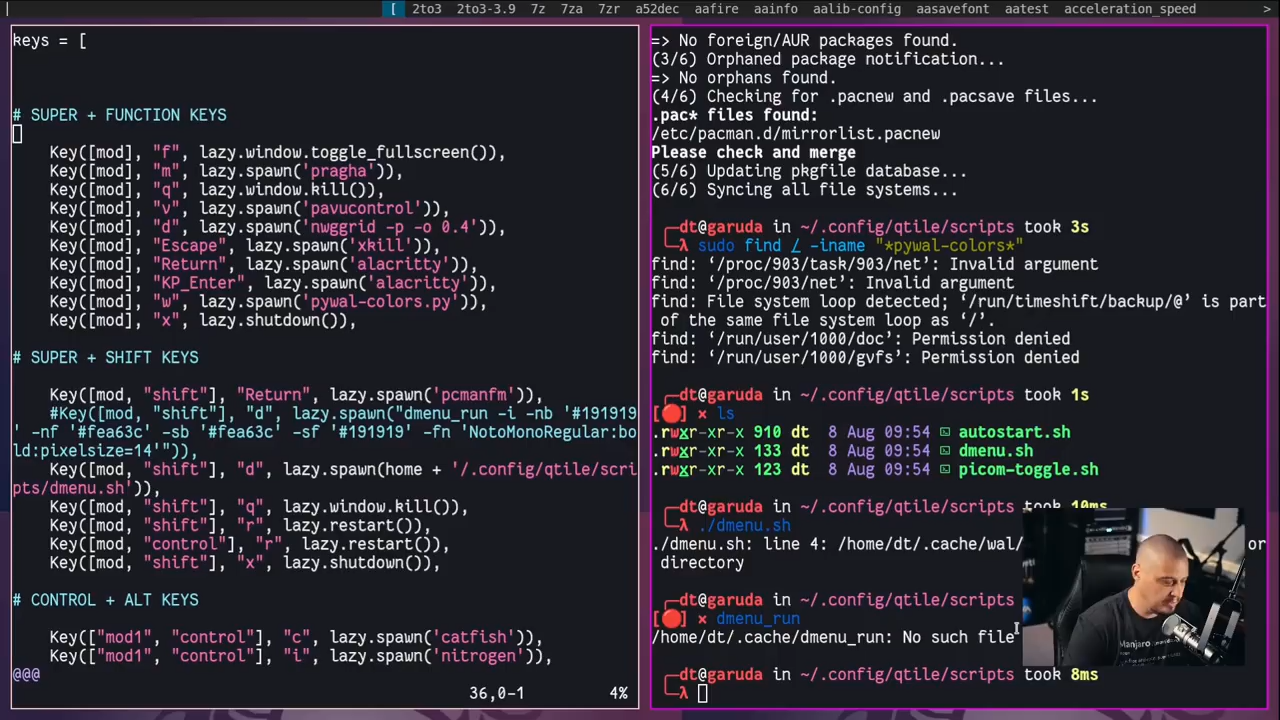 [ 2to3 2to3-3.9 7z 7za 7zr a52dec aafire aainfo aalib-config aasavefont aatest acceleration_speed >
keys = [
# SUPER + FUNCTION KEYS
Key([mod], "f", lazy.window.toggle_fullscreen()),
Key([mod], "m", lazy.spawn('pragha')),
Key([mod], "q", lazy.window.kill()),
Key([mod], "v", lazy.spawn('pavucontrol')),
Key([mod], "d", lazy.spawn('nwggrid -p -o 0.4')),
Key([mod], "Escape", lazy.spawn('xkill')),
Key([mod], "Return", lazy.spawn('alacritty')),
Key([mod], "KP_Enter", lazy.spawn('alacritty')),
Key([mod], "w", lazy.spawn('pywal-colors.py')),
Key([mod], "x", lazy.shutdown()),
# SUPER + SHIFT KEYS
Key([mod, "shift"], "Return", lazy.spawn('pcmanfm')),
#Key([mod, "shift"], "d", lazy.spawn("dmenu_run -i -nb '#191919'
' -nf '#fea63c' -sb '#fea63c' -sf '#191919' -fn 'NotoMonoRegular:bo
ld:pixelsize=14'")),
Key([mod, "shift"], "d", lazy.spawn(home + '/.config/qtile/scri
pts/dmenu.sh')),
Key([mod, "shift"], "q", lazy.window.kill()),
Key([mod, "shift"], "r", lazy.restart()),
Key([mod, "control"], "r", lazy.restart()),
Key([mod, "shift"], "x", lazy.shutdown()),
# CONTROL + ALT KEYS
Key(["mod1", "control"], "c", lazy.spawn('catfish')),
Key(["mod1", "control"], "i", lazy.spawn('nitrogen')),
@@@
36,0-1 4%
=> No foreign/AUR packages found.
(3/6) Orphaned package notification...
=> No orphans found.
(4/6) Checking for .pacnew and .pacsave files...
.pac* files found:
/etc/pacman.d/mirrorlist.pacnew
Please check and merge
(5/6) Updating pkgfile database...
(6/6) Syncing all file systems...
dt@garuda in ~/.config/qtile/scripts took 3s
λ sudo find / -iname "*pywal-colors*"
find: ‘/proc/903/task/903/net’: Invalid argument
find: ‘/proc/903/net’: Invalid argument
find: File system loop detected; ‘/run/timeshift/backup/@’ is part
of the same file system loop as ‘/’.
find: ‘/run/user/1000/doc’: Permission denied
find: ‘/run/user/1000/gvfs’: Permission denied
dt@garuda in ~/.config/qtile/scripts took 1s
[🔴] × ls
.rwxr-xr-x 910 dt 8 Aug 09:54 autostart.sh
.rwxr-xr-x 133 dt 8 Aug 09:54 dmenu.sh
.rwxr-xr-x 123 dt 8 Aug 09:54 picom-toggle.sh
dt@garuda in ~/.config/qtile/scripts took 10ms
λ ./dmenu.sh
./dmenu.sh: line 4: /home/dt/.cache/wal/ or
directory
dt@garuda in ~/.config/qtile/scripts
[🔴] × dmenu_run
/home/dt/.cache/dmenu_run: No such file
dt@garuda in ~/.config/qtile/scripts took 8ms
λ
Manjaro